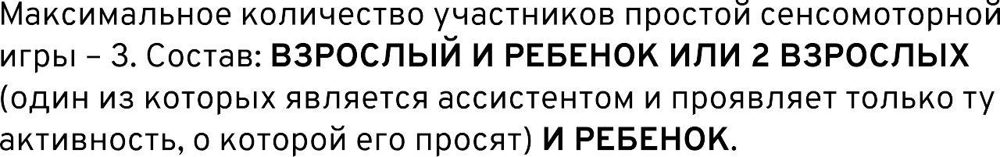 Максимальное количество участников простой сенсомоторной
игры – 3. Состав: ВЗРОСЛЫЙ И РЕБЕНОК ИЛИ 2 ВЗРОСЛЫХ
(один из которых является ассистентом и проявляет только ту
активность, о которой его просят) И РЕБЕНОК.